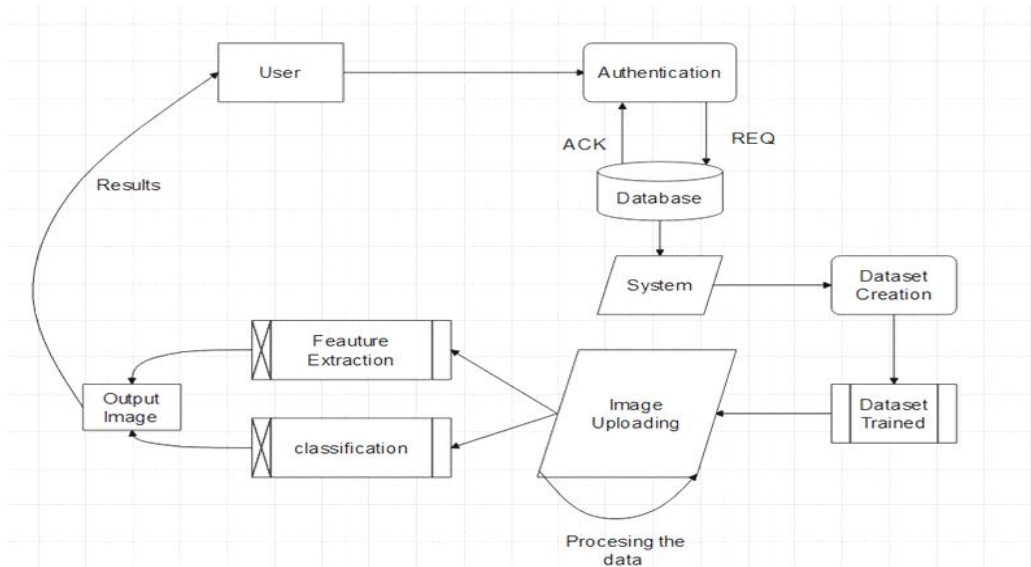 User
Authentication
ACK
REQ
Results
Database
System
Dataset
Creation
Feauture
Extraction
Image
Uploading
Output
Image
Dataset
Trained
classification
Procesing the
data